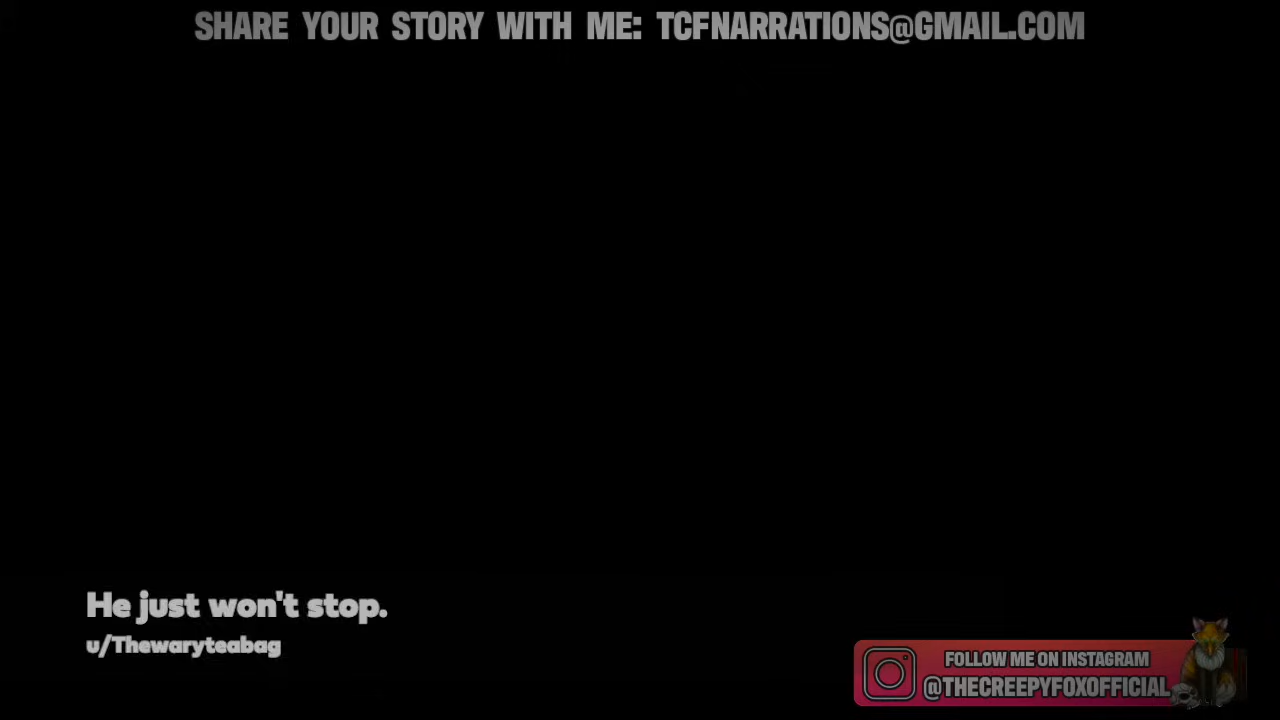 SHARE YOUR STORY WITH ME: TCFNARRATIONS@GMAIL.COM
He just won't stop.
u/Thewaryteabag
FOLLOW ME ON INSTAGRAM
@THECREEPYFOXOFFICIAL